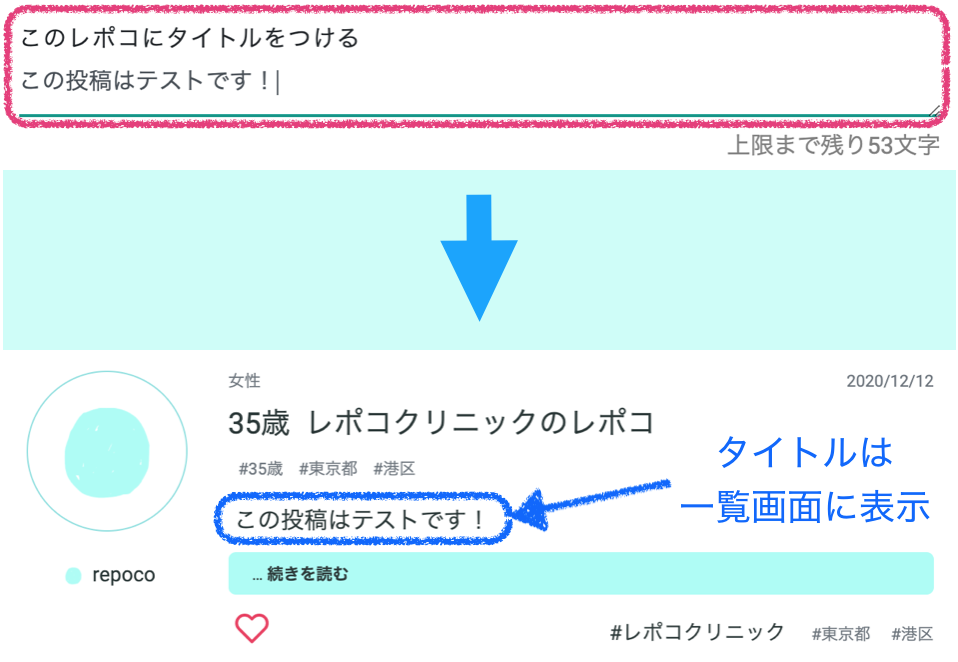 このレポコにタイトルをつける
この投稿はテストです！
上限まで残り53文字
女性
2020/12/12
35歳 レポコクリニックのレポコ
#35歳 #東京都 #港区
タイトルは
一覧画面に表示
この投稿はテストです！
repoco
... 続きを読む
#レポコクリニック #東京都 #港区